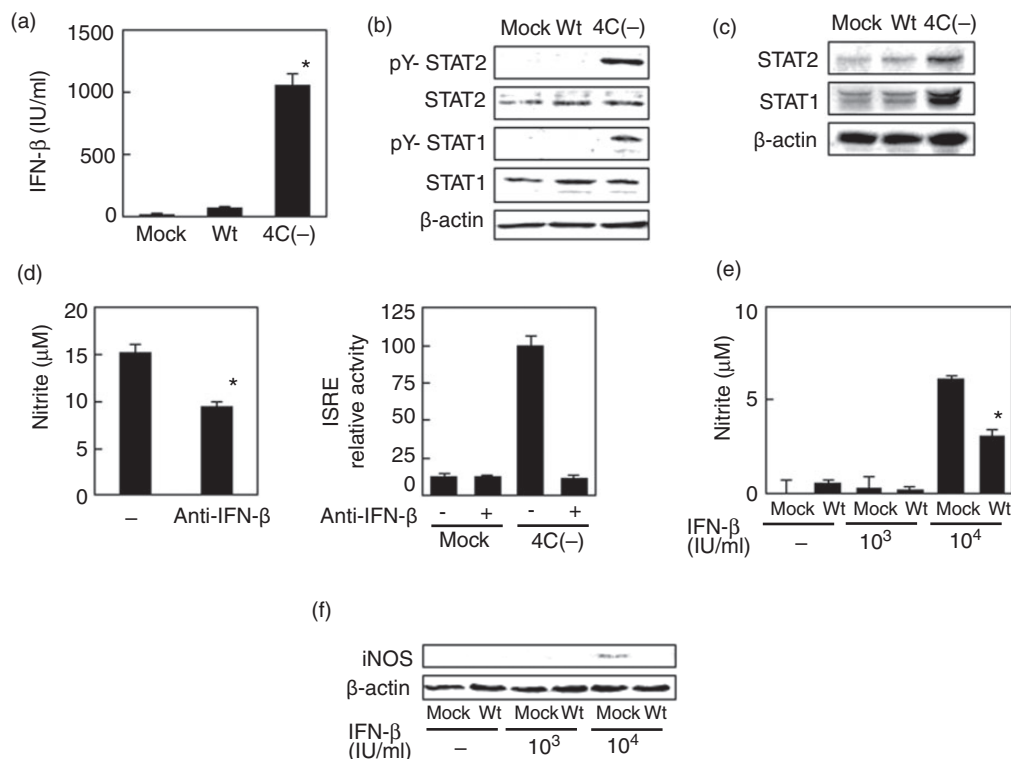 (a)
IFN-β (IU/ml)
1500
1000
500
0
*
Mock Wt 4C(–)
(b)
Mock Wt 4C(–)
pY- STAT2
STAT2
pY- STAT1
STAT1
β-actin
(c)
Mock Wt 4C(–)
STAT2
STAT1
β-actin
(d)
Nitrite (μM)
20
15
10
5
0
*
– Anti-IFN-β
ISRE
relative actvity
125
100
75
50
25
0
Anti-IFN-β - + - +
Mock 4C(–)
(e)
Nitrite (μM)
10
5
0
*
Mock Wt Mock Wt Mock Wt
IFN-β
(IU/ml) – 10³ 10⁴
(f)
iNOS
β-actin
Mock Wt Mock Wt Mock Wt
IFN-β
(IU/ml) – 10³ 10⁴